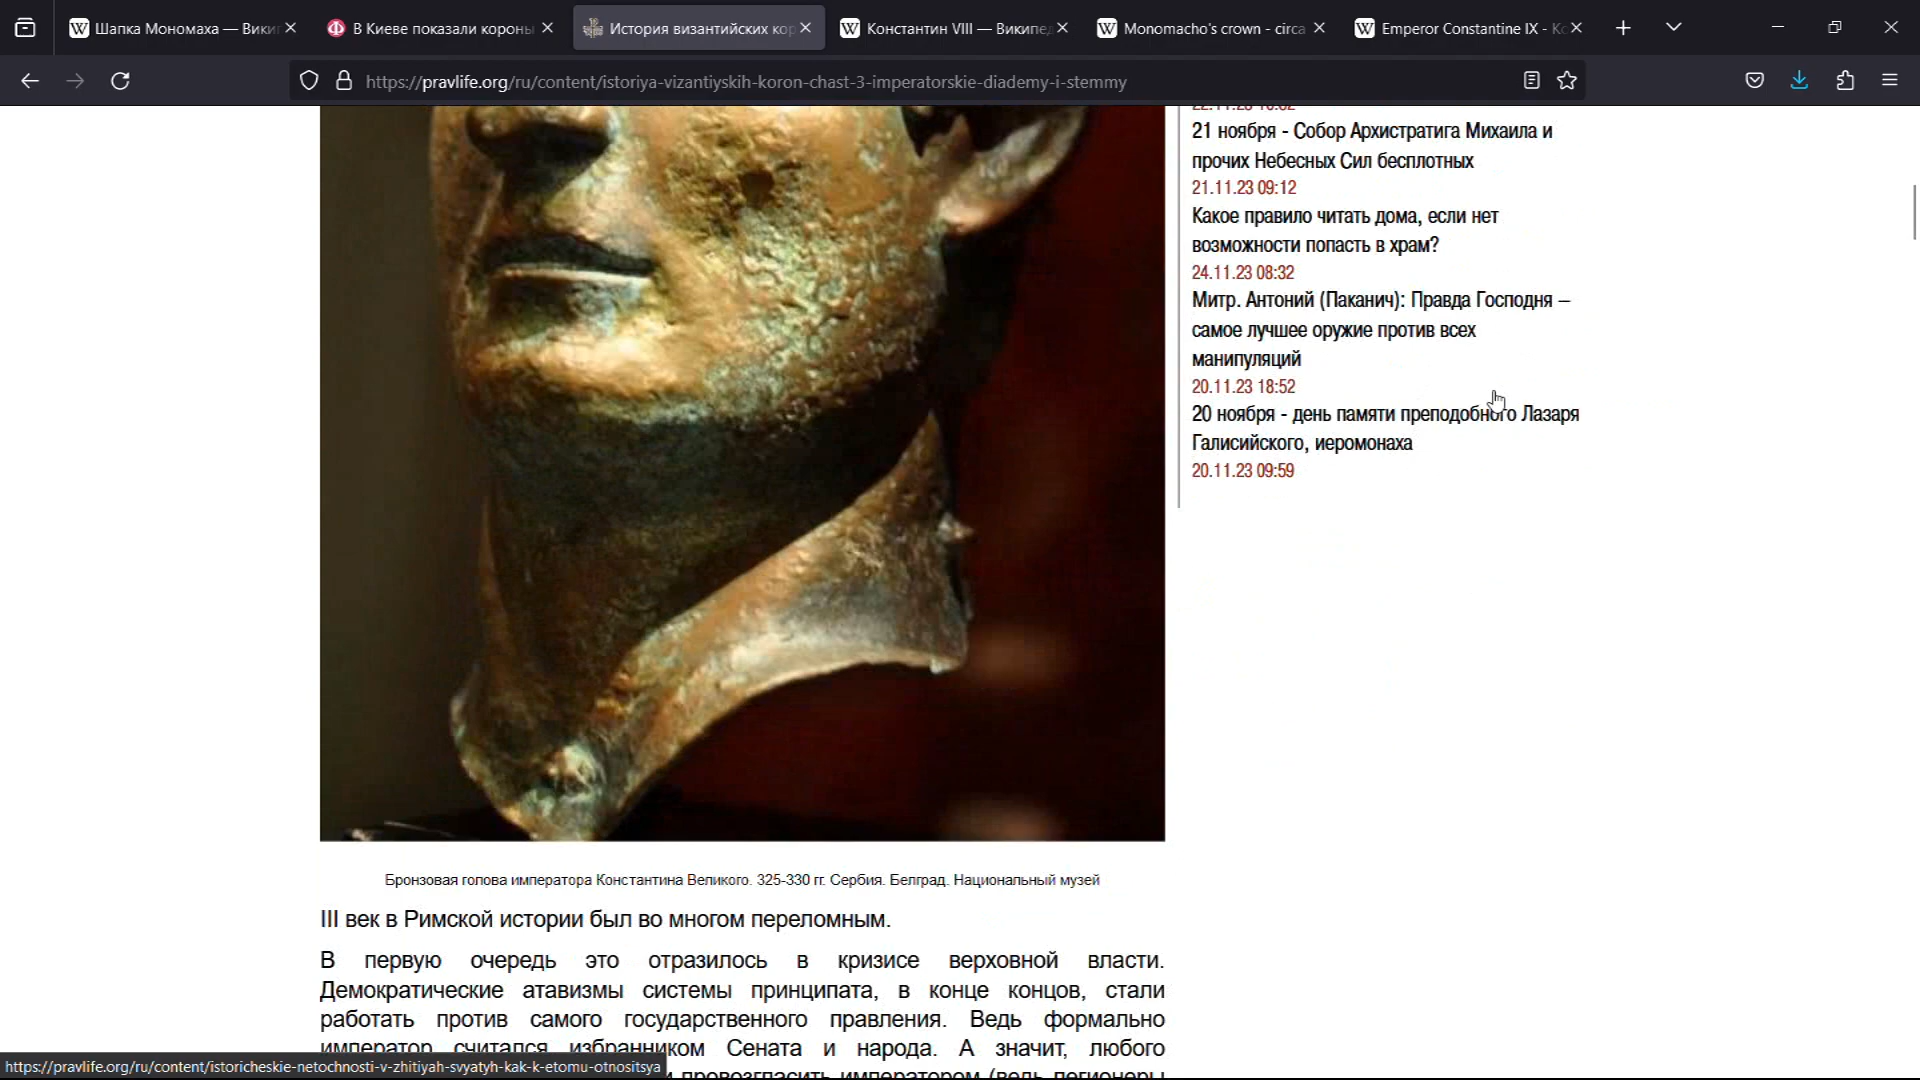 Шапка Мономаха — Вики
В Киеве показали короны
История византийских кор
Константин VIII — Википе
Monomacho's crown - circa
Emperor Constantine IX - Ко
https://pravlife.org/ru/content/istoriya-vizantiyskih-koron-chast-3-imperatorskie-diademy-i-stemmy
21 ноября - Собор Архистратига Михаила и
прочих Небесных Сил бесплотных
21.11.23 09:12
Какое правило читать дома, если нет
возможности попасть в храм?
24.11.23 08:32
Митр. Антоний (Паканич): Правда Господня –
самое лучшее оружие против всех
манипуляций
20.11.23 18:52
20 ноября - день памяти преподобного Лазаря
Галисийского, иеромонаха
20.11.23 09:59
Бронзовая голова императора Константина Великого. 325-330 гг. Сербия. Белград. Национальный музей
III век в Римской истории был во многом переломным.
В первую очередь это отразилось в кризисе верховной власти.
Демократические атавизмы системы принципата, в конце концов, стали
работать против самого государственного правления. Ведь формально
император считался избранником Сената и народа. А значит, любого
провозгласить императором (ведь легионеры
https://pravlife.org/ru/content/istoricheskie-netochnosti-v-zhitiyah-svyatyh-kak-k-etomu-otnositsya